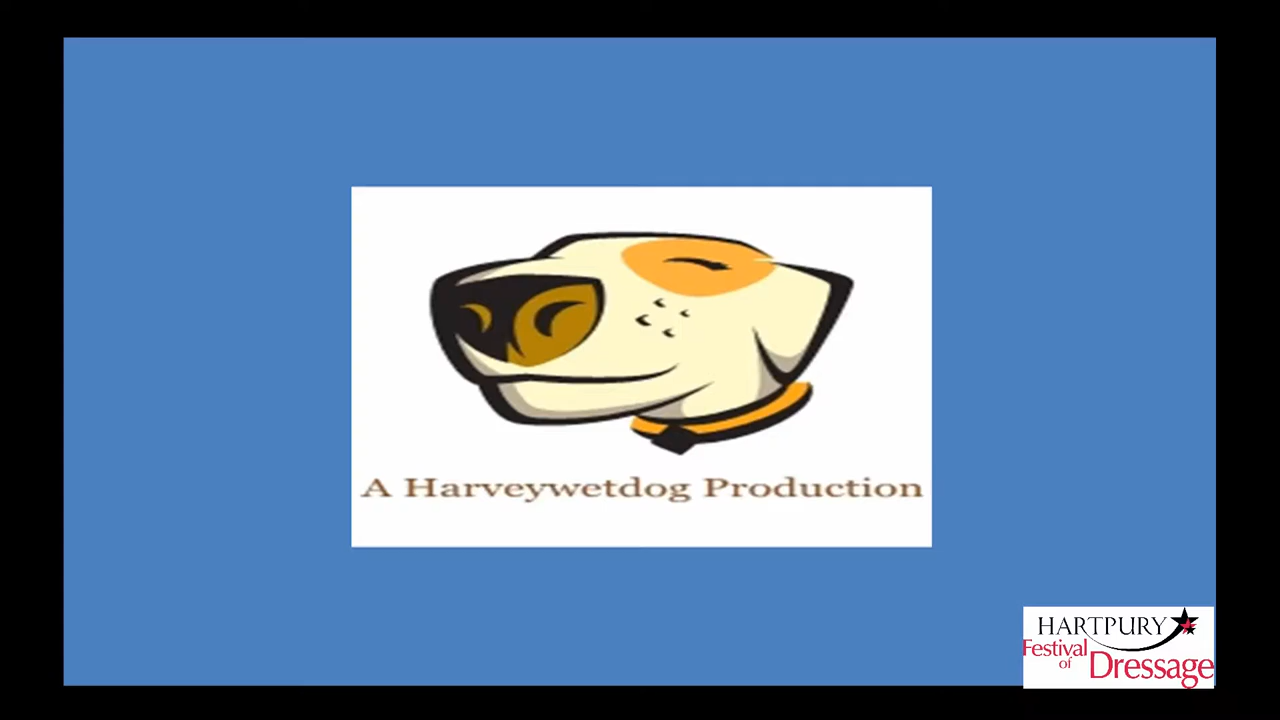 A Harveywetdog Production
HARTPURY
Festival
of
Dressage